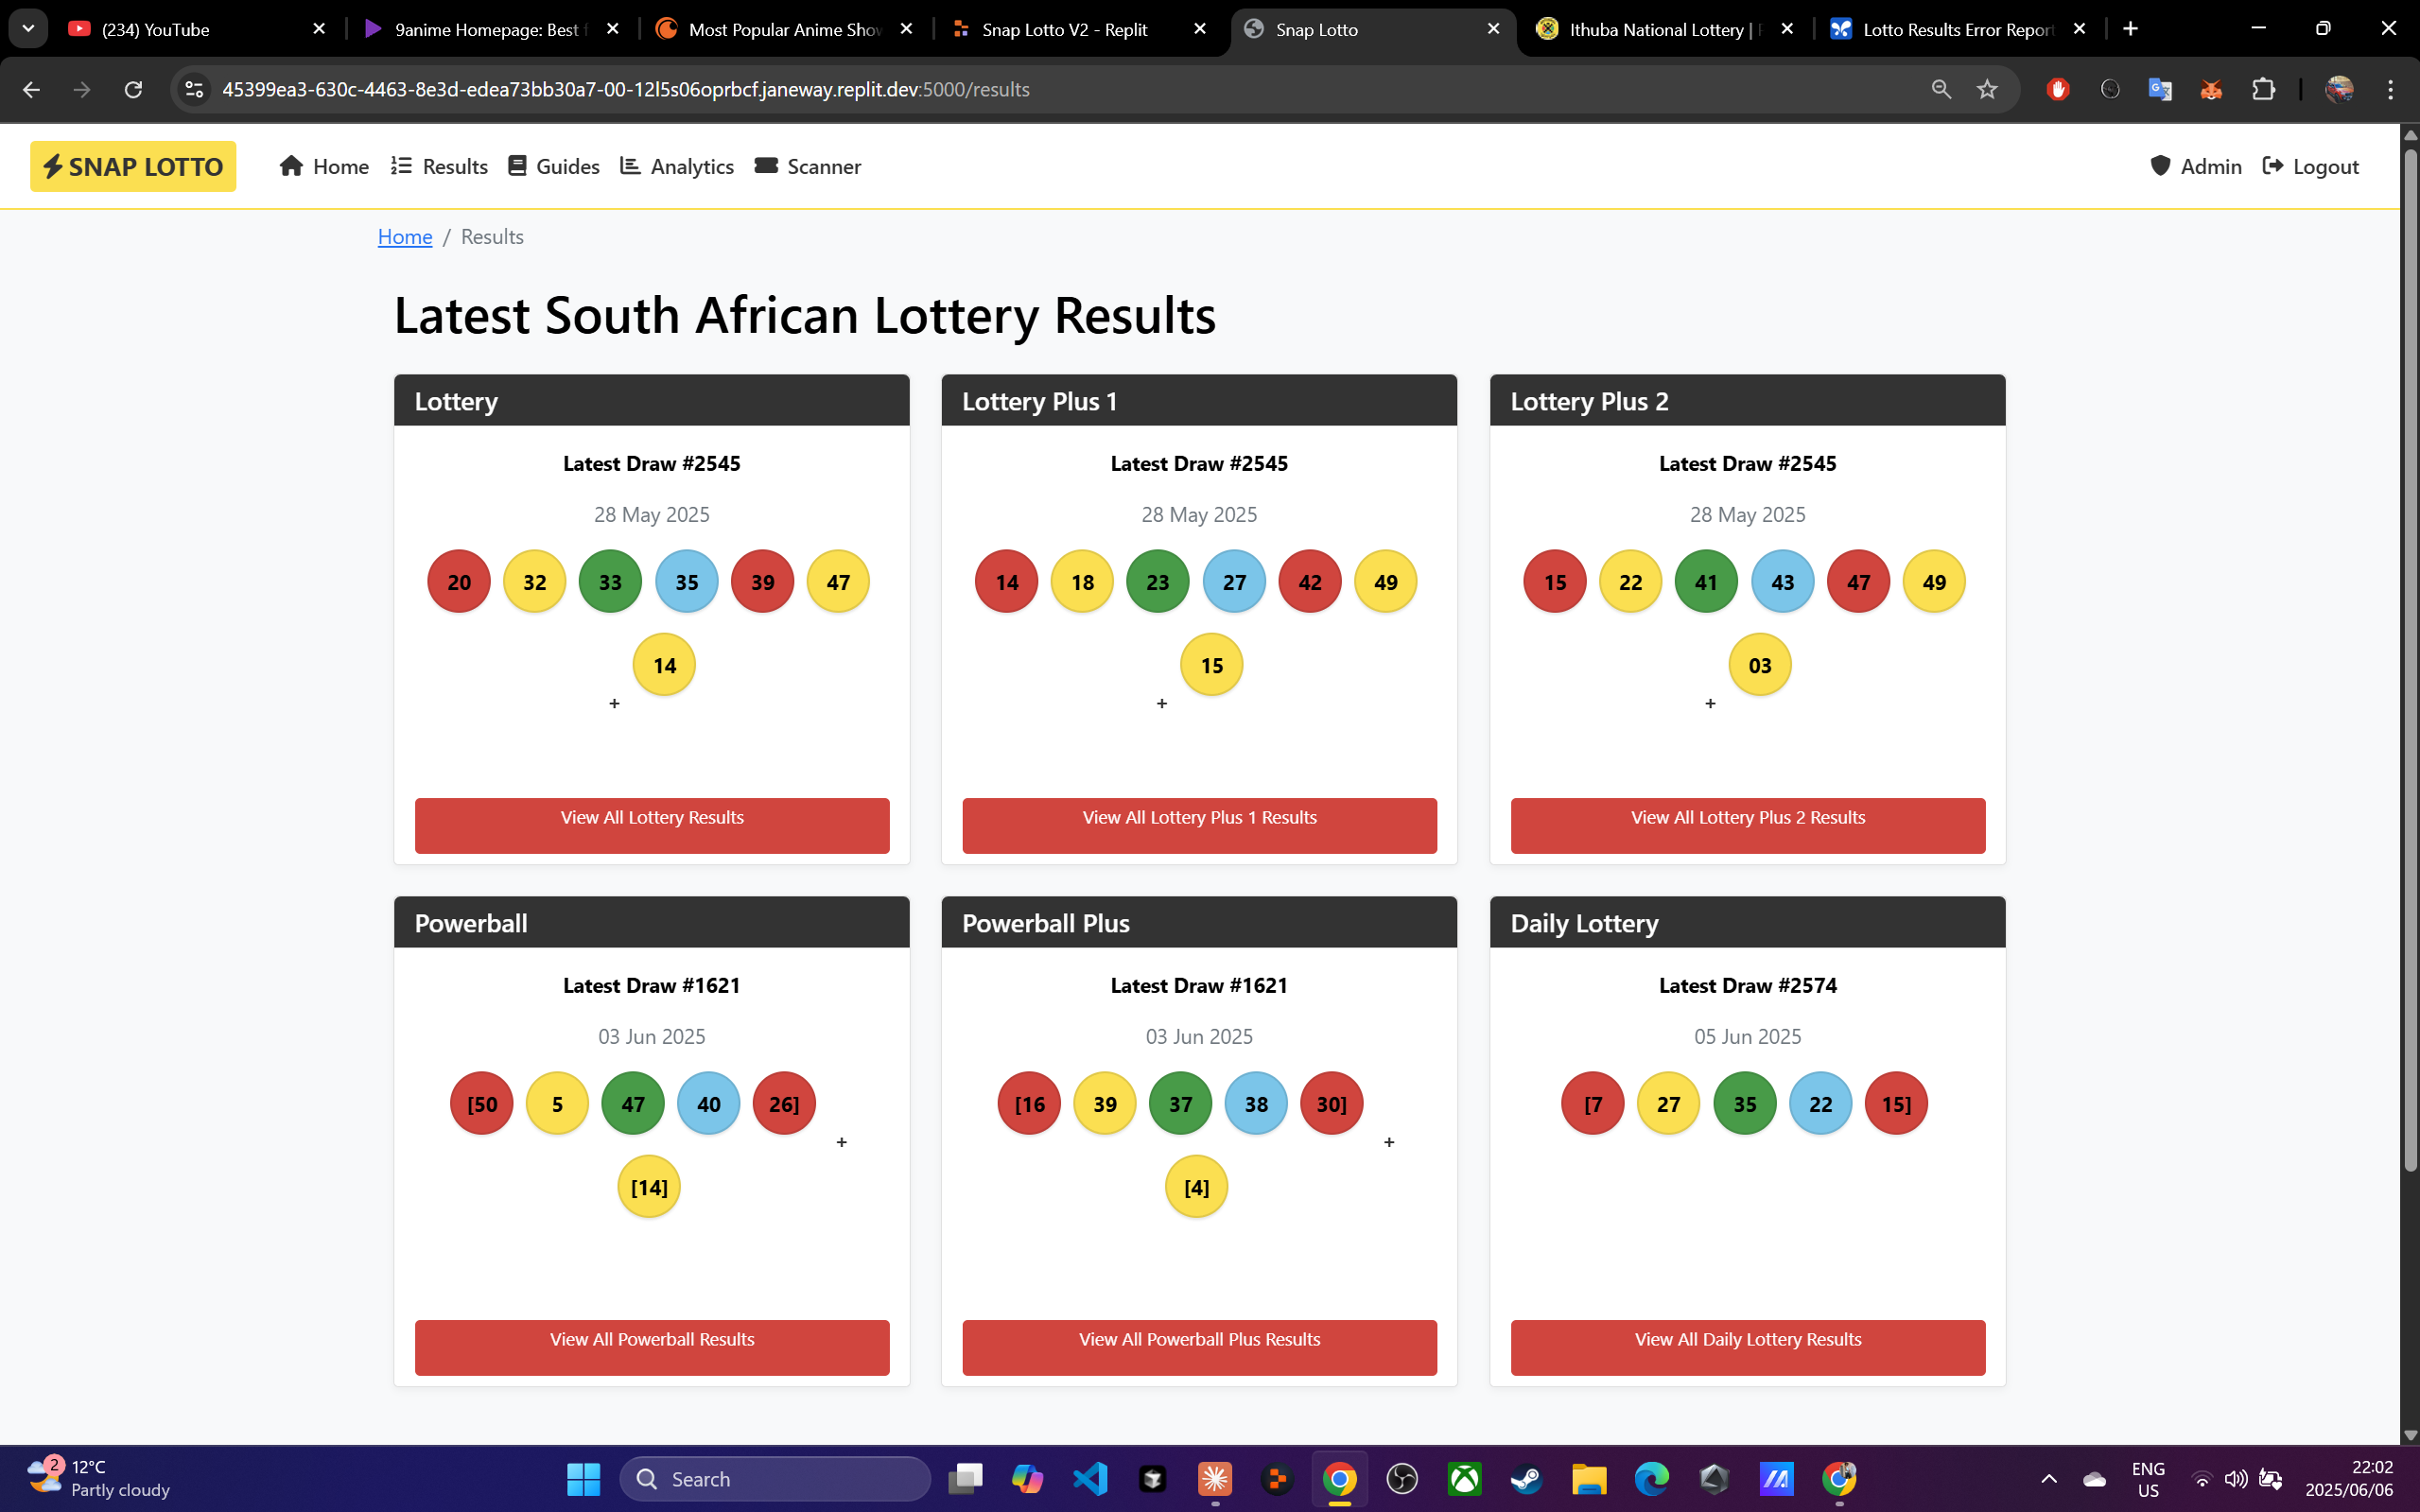 (234) YouTube
9anime Homepage: Best
Most Popular Anime Show
Snap Lotto V2 - Replit
Snap Lotto
Ithuba National Lottery |
Lotto Results Error Report
45399ea3-630c-4463-8e3d-edea73bb30a7-00-12l5s06oprbcf.janeway.replit.dev:5000/results
SNAP LOTTO
Home
Results
Guides
Analytics
Scanner
Admin
Logout
Home / Results
Latest South African Lottery Results
Lottery
Latest Draw #2545
28 May 2025
20 32 33 35 39 47
+ 14
View All Lottery Results
Lottery Plus 1
Latest Draw #2545
28 May 2025
14 18 23 27 42 49
+ 15
View All Lottery Plus 1 Results
Lottery Plus 2
Latest Draw #2545
28 May 2025
15 22 41 43 47 49
+ 03
View All Lottery Plus 2 Results
Powerball
Latest Draw #1621
03 Jun 2025
[50 5 47 40 26] +
[14]
View All Powerball Results
Powerball Plus
Latest Draw #1621
03 Jun 2025
[16 39 37 38 30] +
[4]
View All Powerball Plus Results
Daily Lottery
Latest Draw #2574
05 Jun 2025
[7 27 35 22 15]
View All Daily Lottery Results
2
12°C
Partly cloudy
Search
ENG
US
22:02
2025/06/06